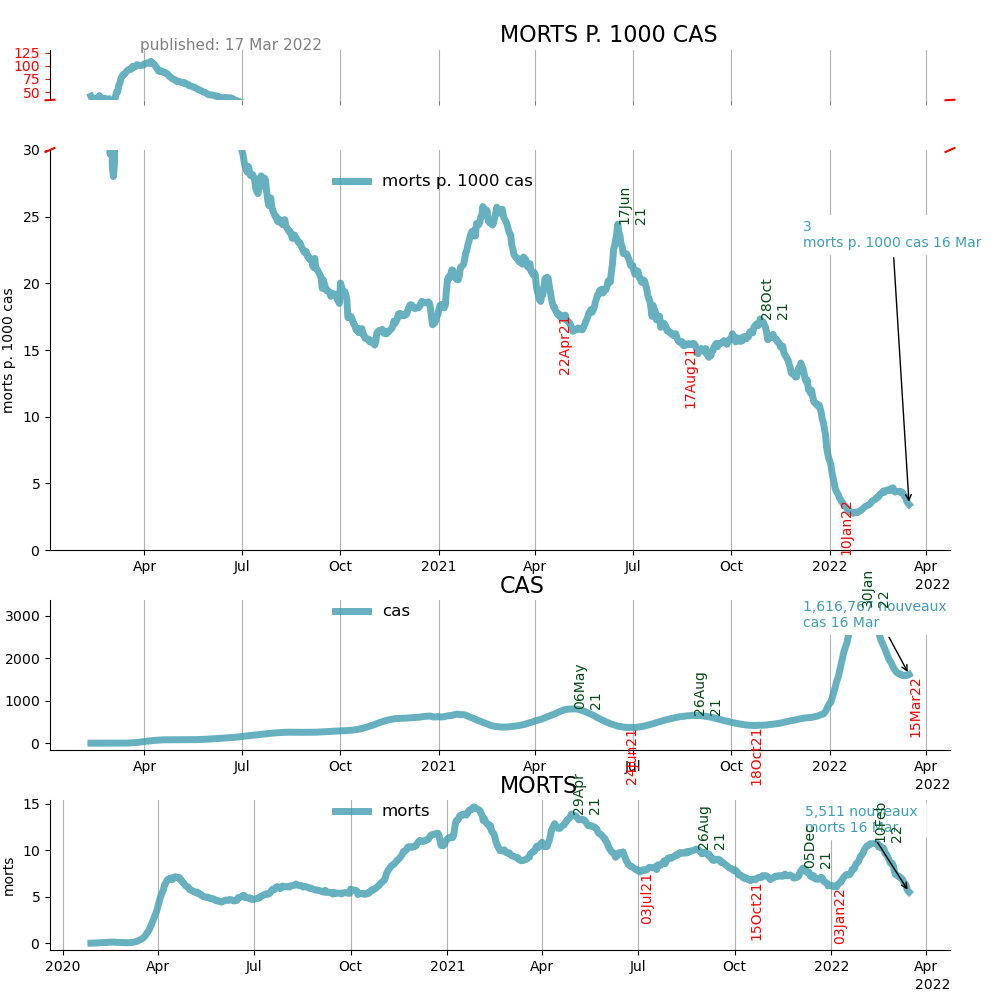 MORTS P. 1000 CAS
published: 17 Mar 2022
125
100
75
50
30
25
20
15
10
5
0
morts p. 1000 cas
morts p. 1000 cas
17Jun
21
3
morts p. 1000 cas 16 Mar
28Oct
21
22Apr21
17Aug21
10Jan22
Apr
Jul
Oct
2021
Apr
Jul
Oct
2022
Apr
2022
CAS
cas
3000
2000
1000
0
30Jan
22
1,616,767 nouveaux
cas 16 Mar
06May
21
26Aug
21
24Jun21
18Oct21
15Mar22
Apr
Jul
Oct
2021
Apr
Jul
Oct
2022
Apr
2022
MORTS
morts
morts
15
10
5
0
29Apr
21
26Aug
21
05Dec
21
5,511 nouveaux
morts 16 Mar
10Feb
22
03Jul21
15Oct21
03Jan22
2020
Apr
Jul
Oct
2021
Apr
Jul
Oct
2022
Apr
2022